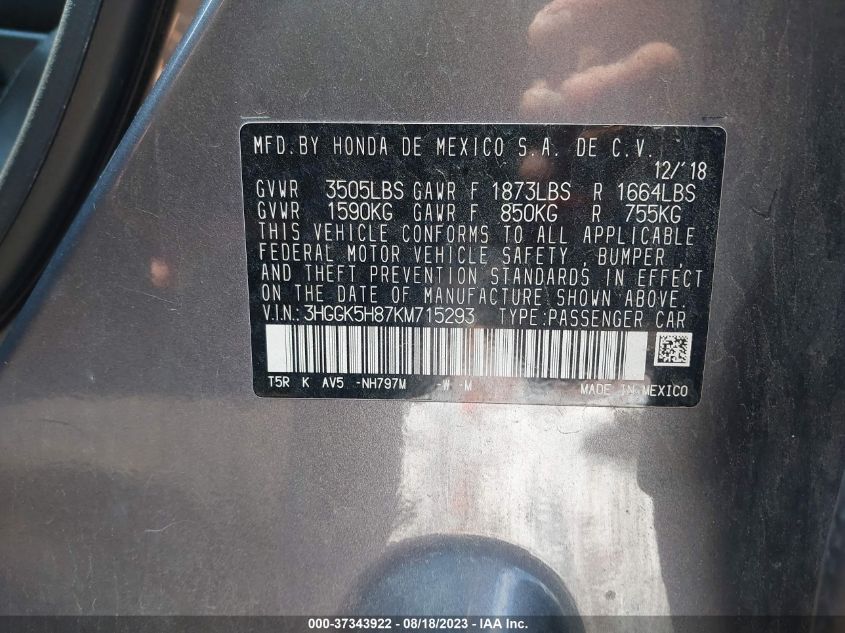 MFD. BY HONDA DE MEXICO S.A. DE C.V.
12/'18
GVWR 3505LBS GAWR F 1873LBS R 1664LBS
GVWR 1590KG GAWR F 850KG R 755KG
THIS VEHICLE CONFORMS TO ALL APPLICABLE
FEDERAL MOTOR VEHICLE SAFETY , BUMPER ,
AND THEFT PREVENTION STANDARDS IN EFFECT
ON THE DATE OF MANUFACTURE SHOWN ABOVE.
V.I.N.: 3HGGK5H87KM715293 TYPE:PASSENGER CAR
T5R K AV5 -NH797M -W -M MADE IN MEXICO
000-37343922 - 08/18/2023 - IAA Inc.